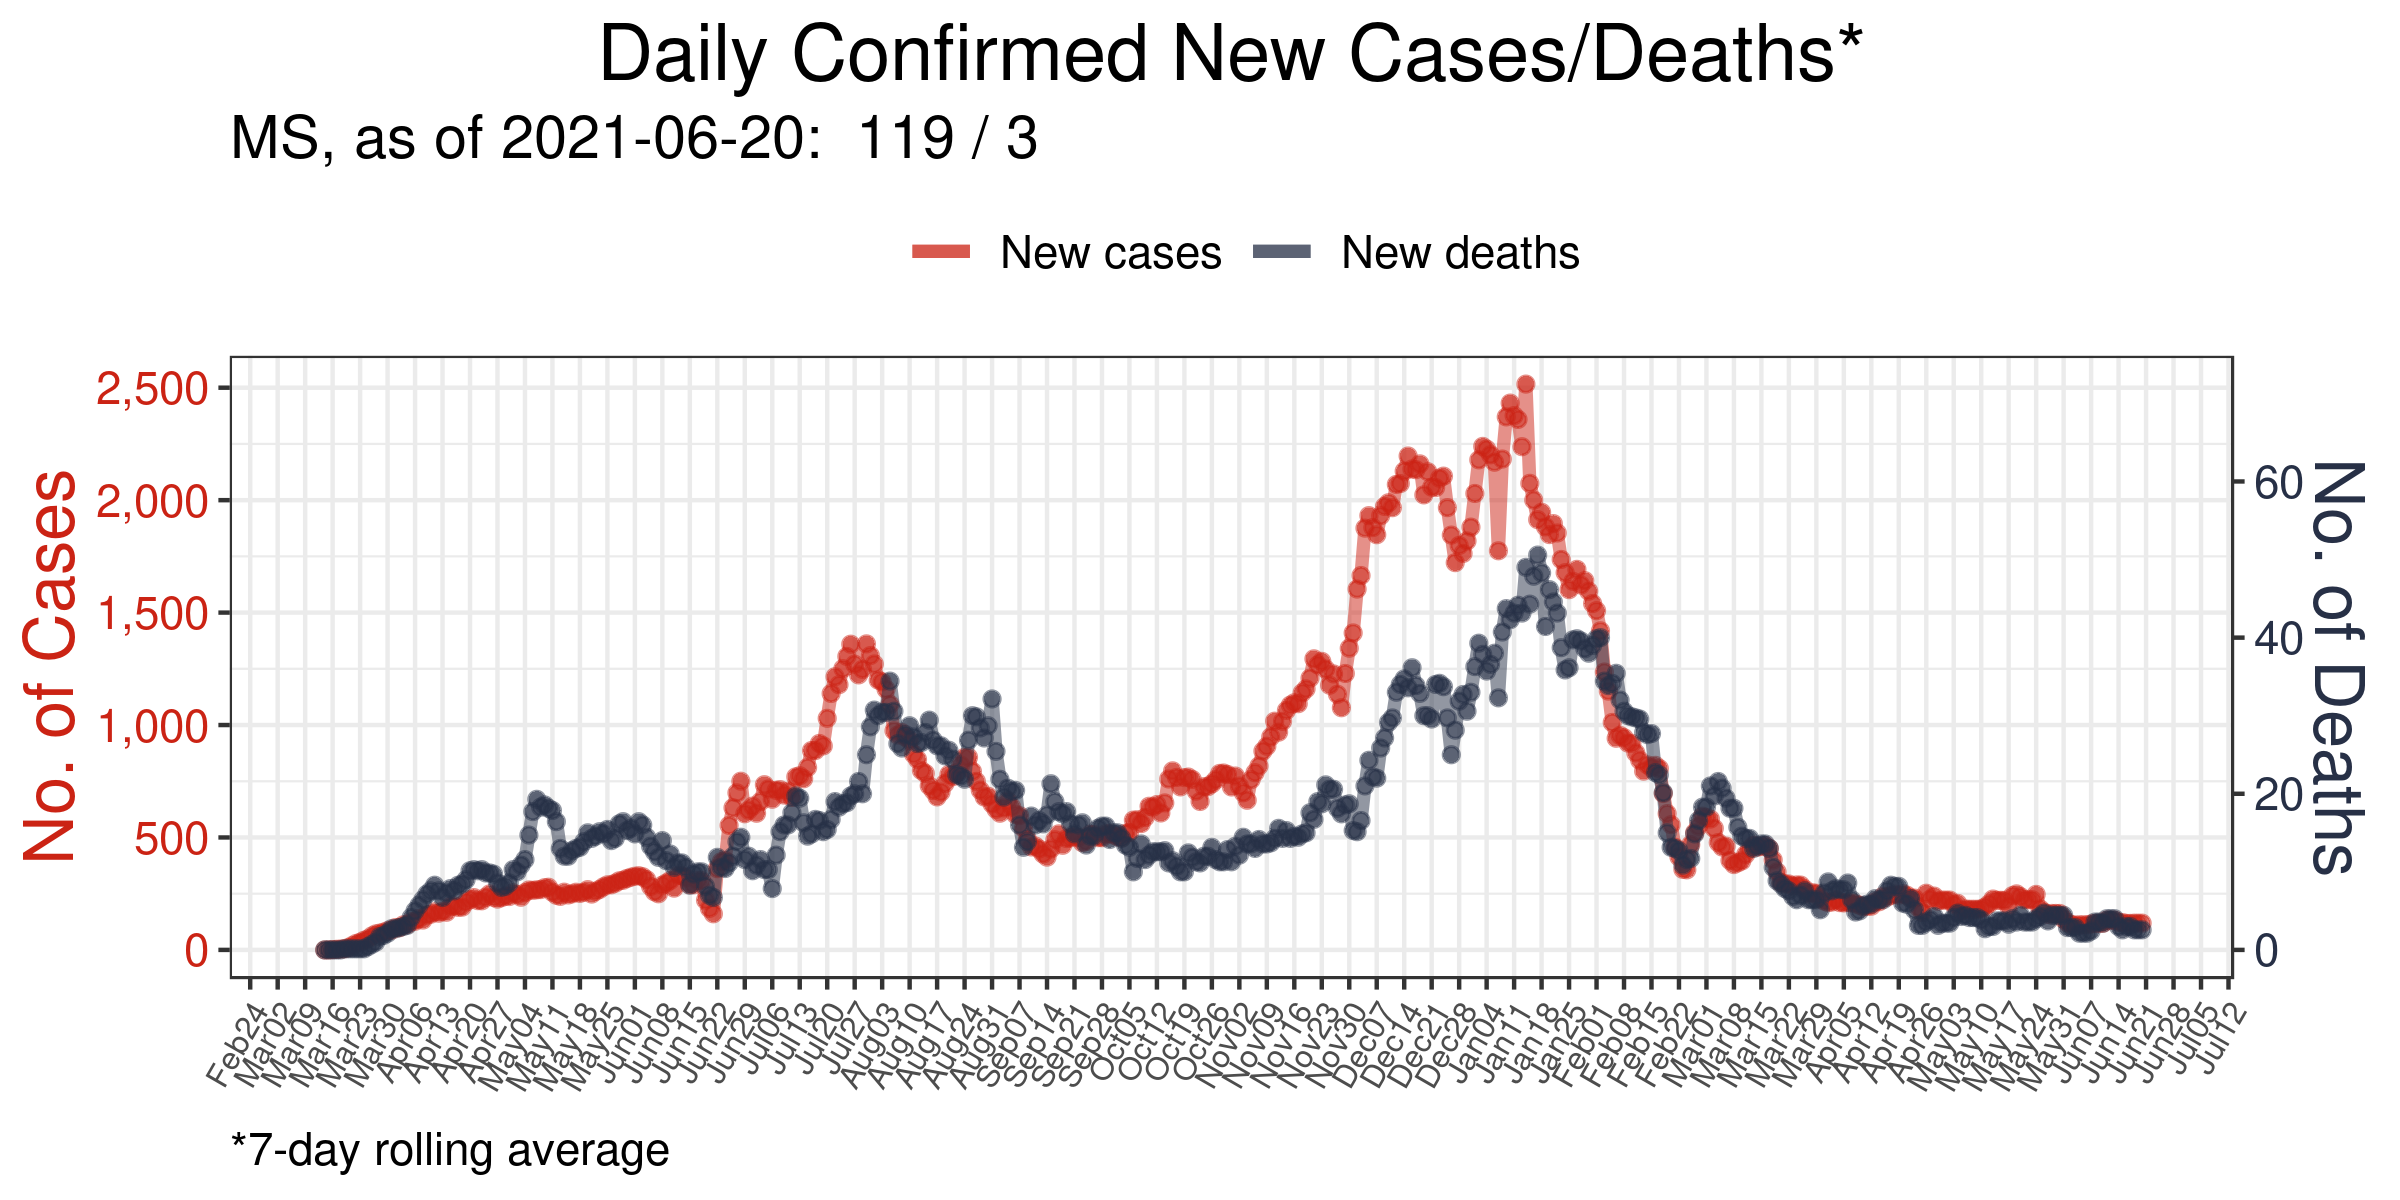 Daily Confirmed New Cases/Deaths*
MS, as of 2021-06-20:  119 / 3
New cases
New deaths
No. of Cases
2,500
2,000
1,500
1,000
500
0
60
40
20
0
No. of Deaths
Feb24
Mar02
Mar09
Mar16
Mar23
Mar30
Apr06
Apr13
Apr20
Apr27
May04
May11
May18
May25
Jun01
Jun08
Jun15
Jun22
Jun29
Jul06
Jul13
Jul20
Jul27
Aug03
Aug10
Aug17
Aug24
Aug31
Sep07
Sep14
Sep21
Sep28
Oct05
Oct12
Oct19
Oct26
Nov02
Nov09
Nov16
Nov23
Nov30
Dec07
Dec14
Dec21
Dec28
Jan04
Jan11
Jan18
Jan25
Feb01
Feb08
Feb15
Feb22
Mar01
Mar08
Mar15
Mar22
Mar29
Apr05
Apr12
Apr19
Apr26
May03
May10
May17
May24
May31
Jun07
Jun14
Jun21
Jun28
Jul05
Jul12
*7-day rolling average